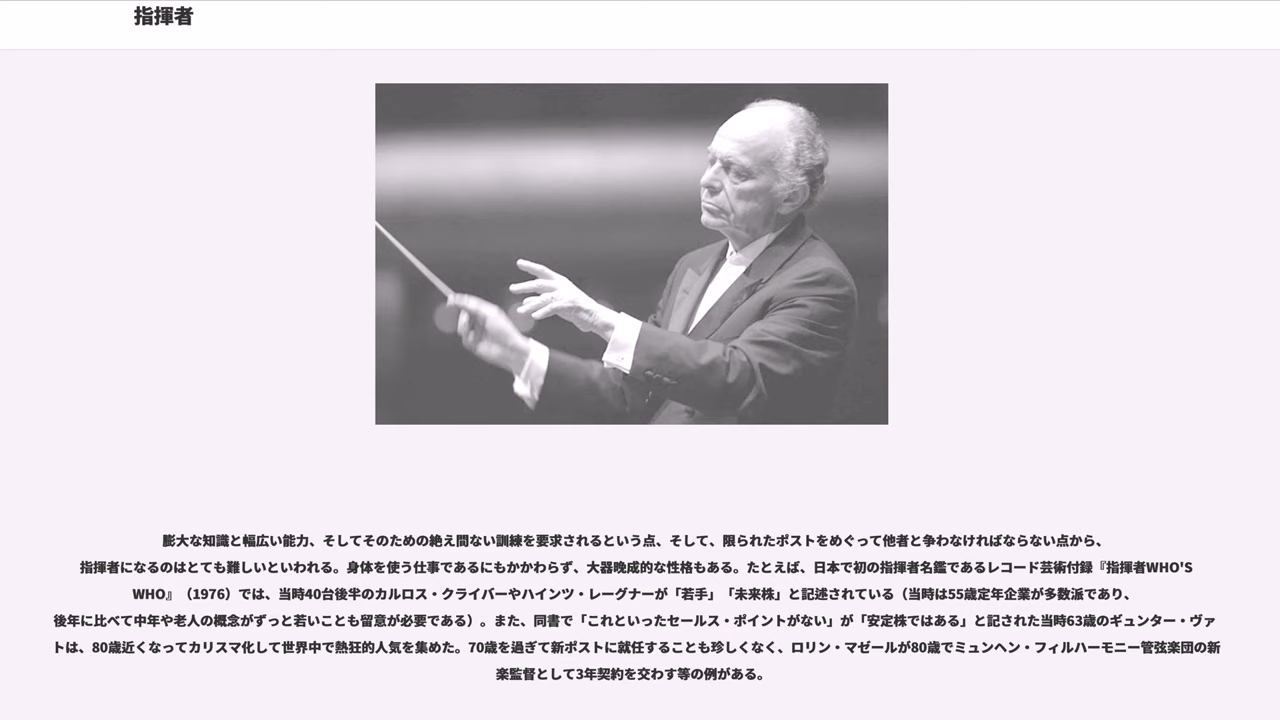 指揮者
膨大な知識と幅広い能力、そしてそのための絶え間ない訓練を要求されるという点、そして、限られたポストをめぐって他者と争わなければならない点から、
指揮者になるのはとても難しいといわれる。身体を使う仕事であるにもかかわらず、大器晩成的な性格もある。たとえば、日本で初の指揮者名鑑であるレコード芸術付録『指揮者WHO'S
WHO』（1976）では、当時40台後半のカルロス・クライバーやハインツ・レーグナーが「若手」「未来株」と記述されている（当時は55歳定年企業が多数派であり、
後年に比べて中年や老人の概念がずっと若いことも留意が必要である）。また、同書で「これといったセールス・ポイントがない」が「安定株ではある」と記された当時63歳のギュンター・ヴァ
トは、80歳近くなってカリスマ化して世界中で熱狂的人気を集めた。70歳を過ぎて新ポストに就任することも珍しくなく、ロリン・マゼールが80歳でミュンヘン・フィルハーモニー管弦楽団の新
楽監督として3年契約を交わす等の例がある。